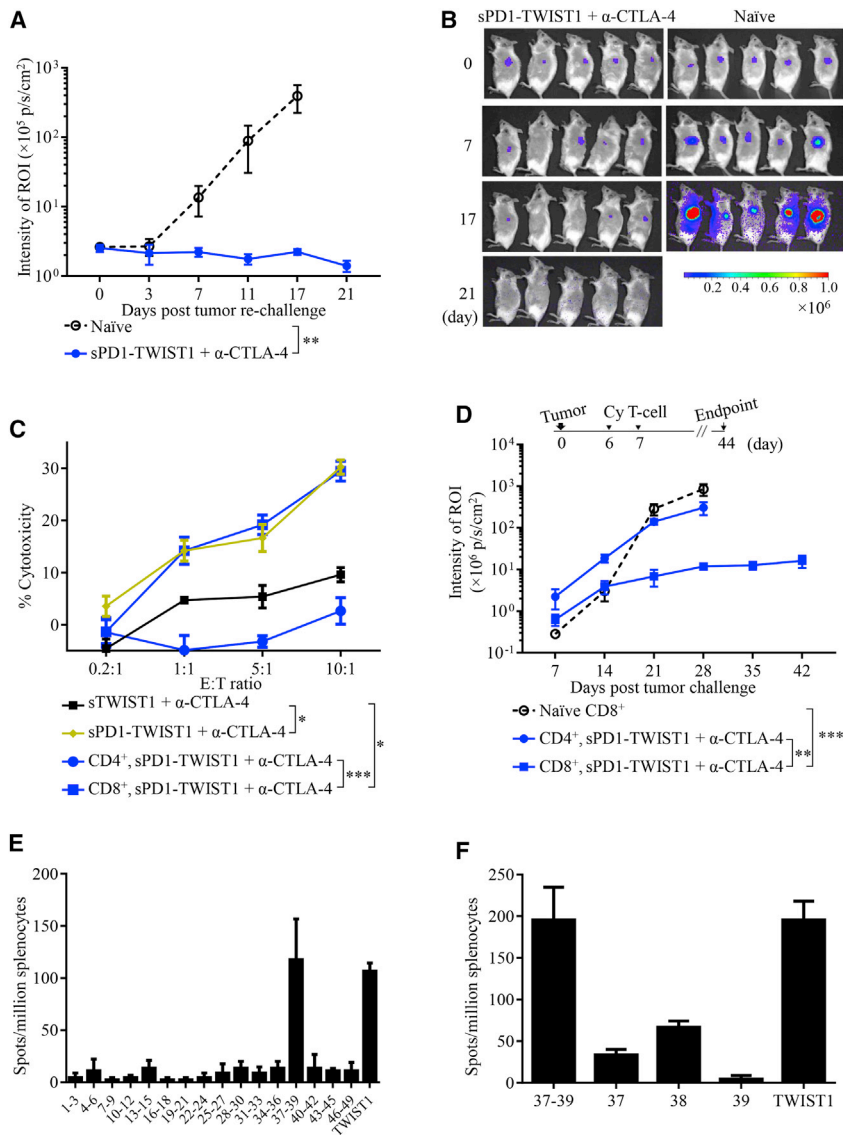 A
Intensity of ROI (×10⁵ p/s/cm2)
10³
10²
10¹
10⁰
0 3 7 11 17 21
Days post tumor re-challenge
Naïve
sPD1-TWIST1 + α-CTLA-4
**
B
sPD1-TWIST1 + α-CTLA-4 Naïve
0
7
17
21
(day)
0.2 0.6 1.0
×10⁶
C
% Cytotoxicity
30
20
10
0
0.2:1 1:1 5:1 10:1
E:T ratio
sTWIST1 + α-CTLA-4
sPD1-TWIST1 + α-CTLA-4
CD4⁺, sPD1-TWIST1 + α-CTLA-4
CD8⁺, sPD1-TWIST1 + α-CTLA-4
*
***
*
D
Tumor Cy T-cell Endpoint
0 6 7 // 44 (day)
Intensity of ROI
(×10⁶ p/s/cm2)
10⁴
10³
10²
10¹
10⁰
10⁻¹
7 14 21 28 35 42
Days post tumor challenge
Naïve CD8⁺
CD4⁺, sPD1-TWIST1 + α-CTLA-4
CD8⁺, sPD1-TWIST1 + α-CTLA-4
**
***
E
Spots/million splenocytes
200
150
100
50
0
1-3 4-6 7-9 10-12 13-15 16-18 19-21 22-24 25-27 28-30 31-33 34-36 37-39 40-42 43-45 46-49 TWIST1
F
Spots/million splenocytes
250
200
150
100
50
0
37-39 37 38 39 TWIST1